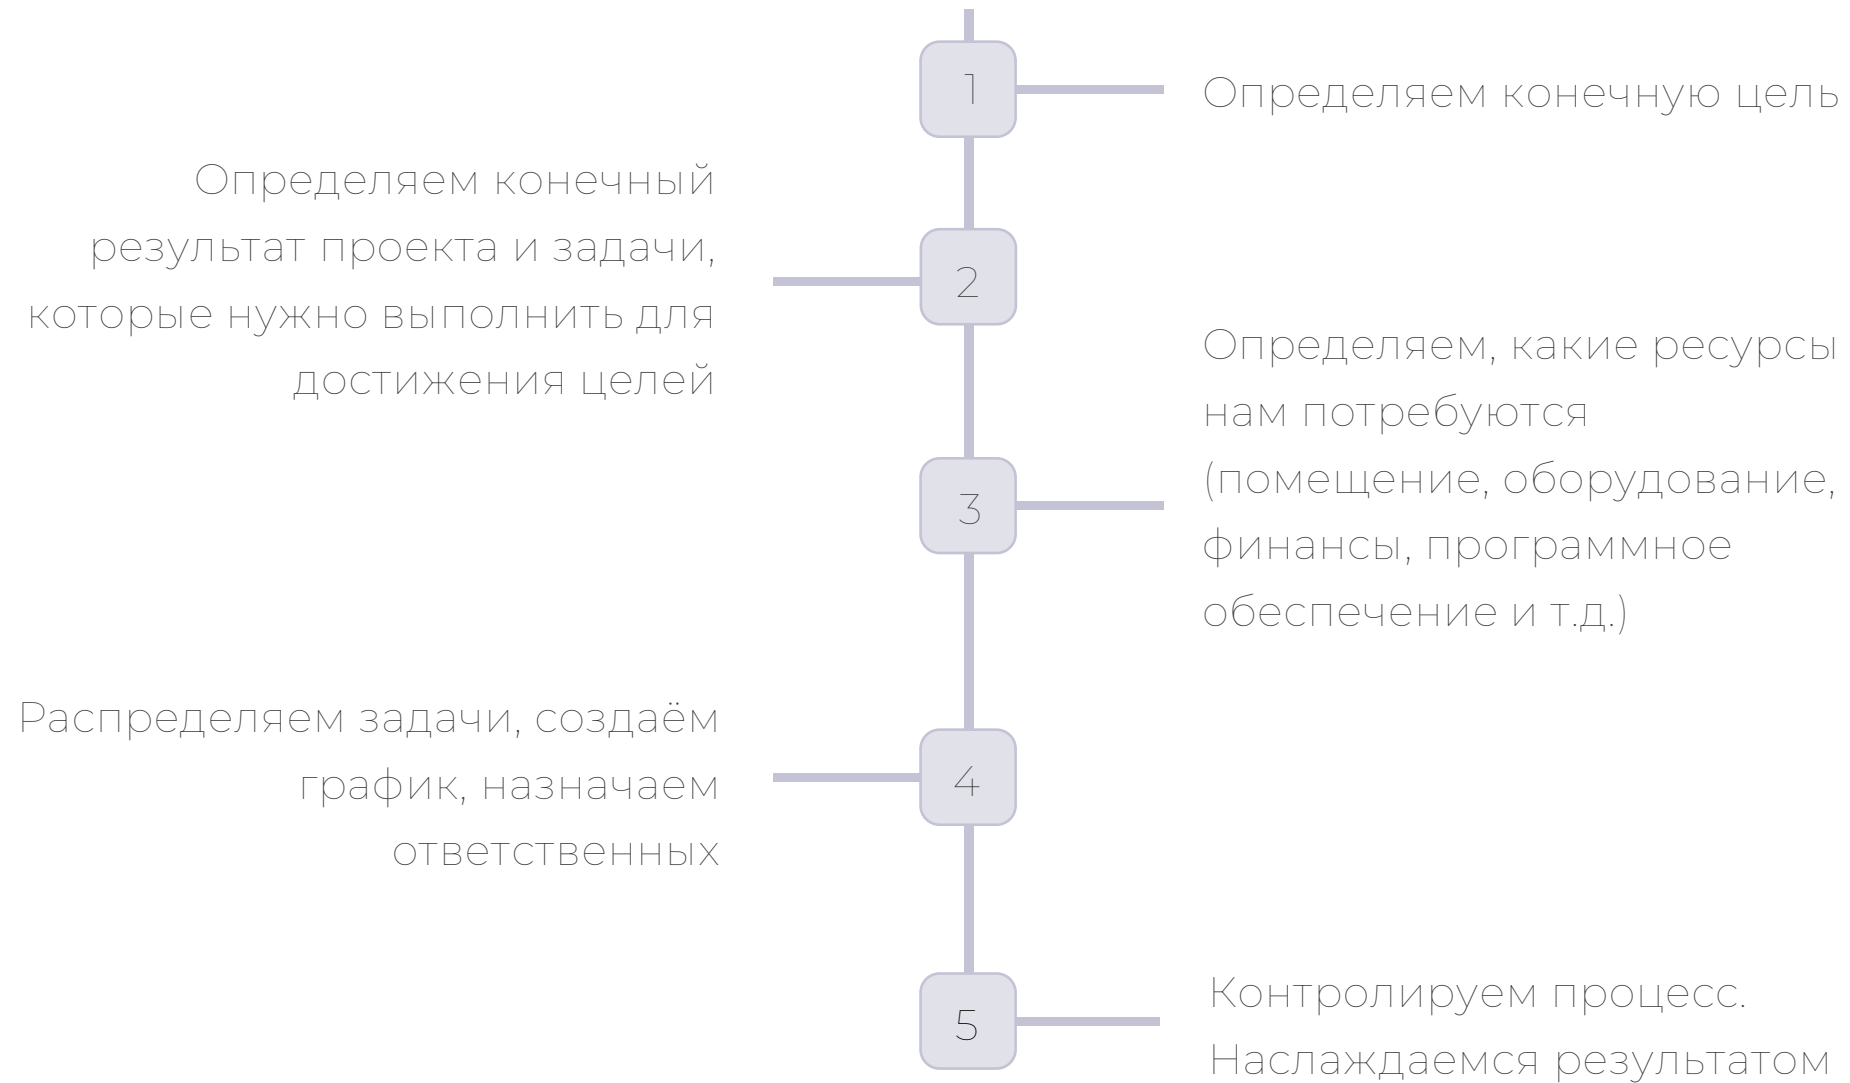 1
Определяем конечную цель
Определяем конечный
результат проекта и задачи,
которые нужно выполнить для
достижения целей
2
Определяем, какие ресурсы
нам потребуются
(помещение, оборудование,
финансы, программное
обеспечение и т.д.)
3
Распределяем задачи, создаём
график, назначаем
ответственных
4
5
Контролируем процесс.
Наслаждаемся результатом